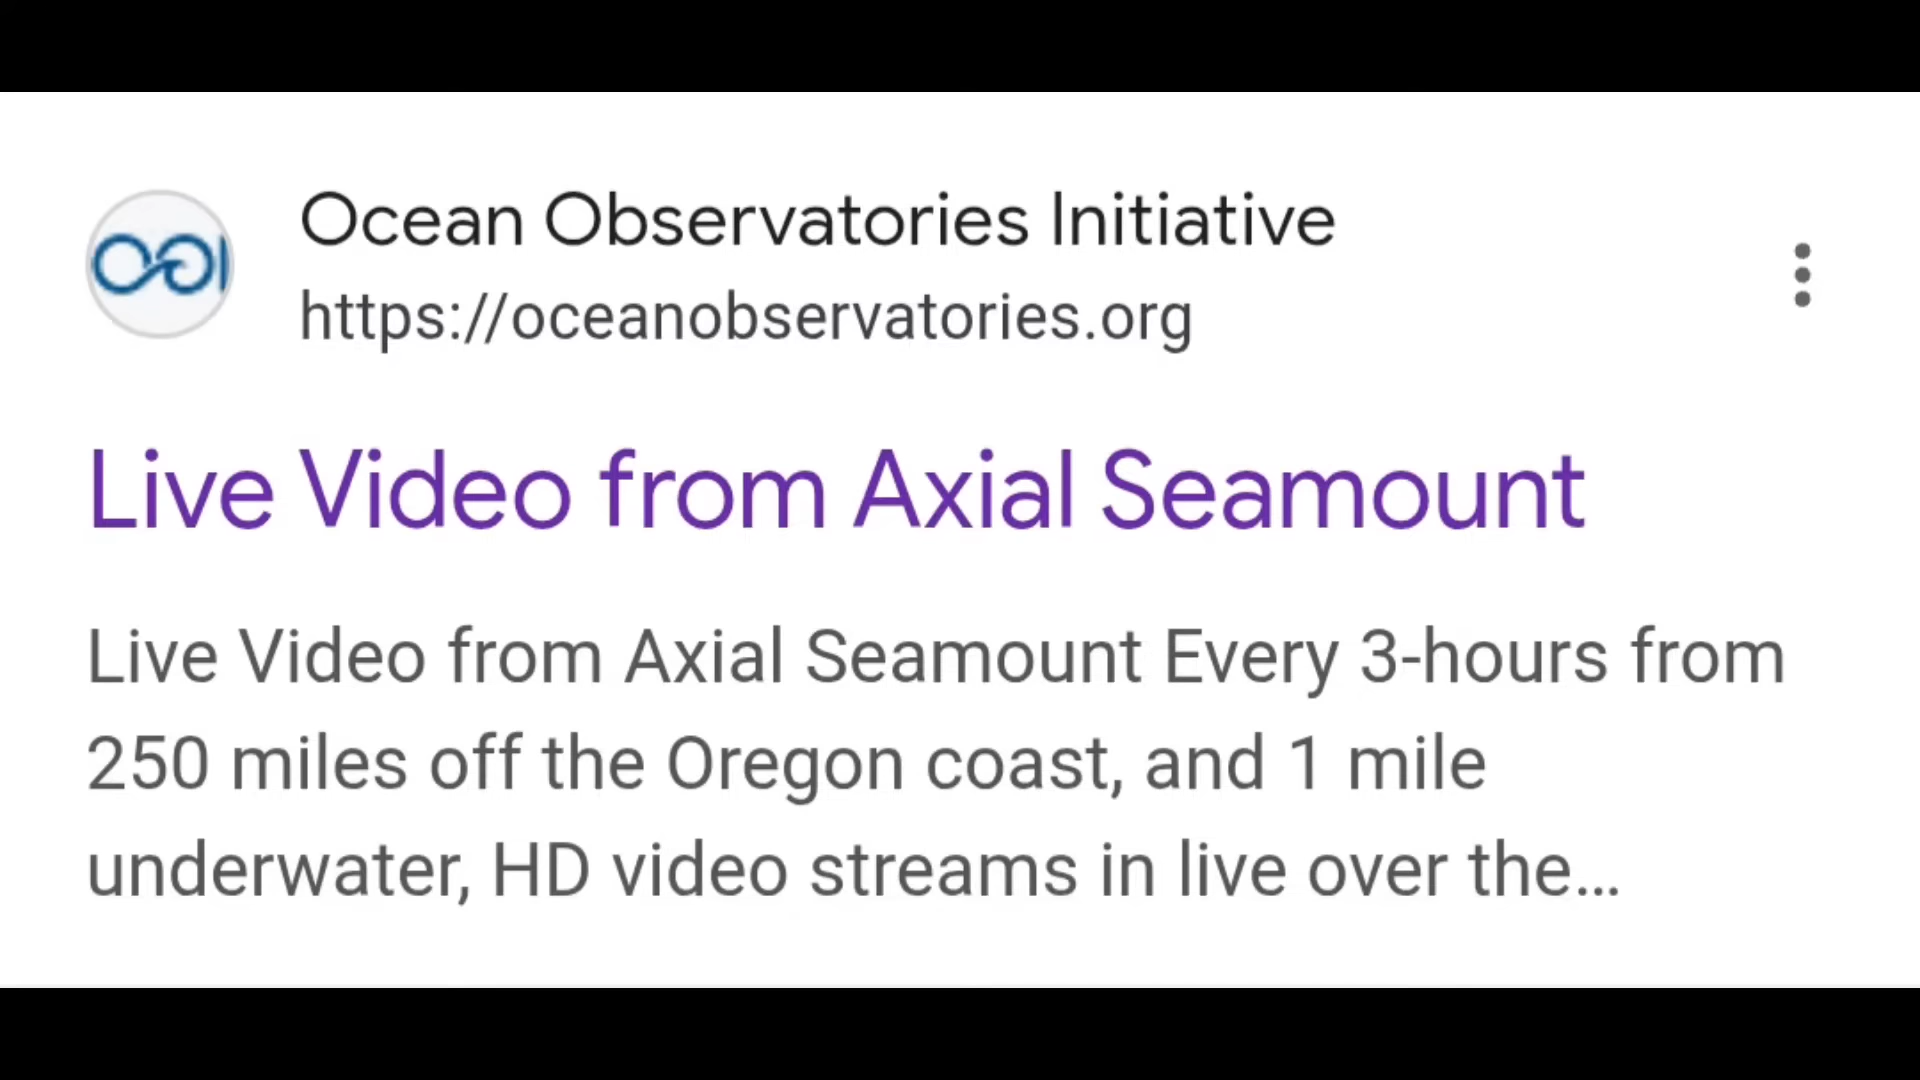 OOI
Ocean Observatories Initiative
https://oceanobservatories.org
Live Video from Axial Seamount
Live Video from Axial Seamount Every 3-hours from
250 miles off the Oregon coast, and 1 mile
underwater, HD video streams in live over the...